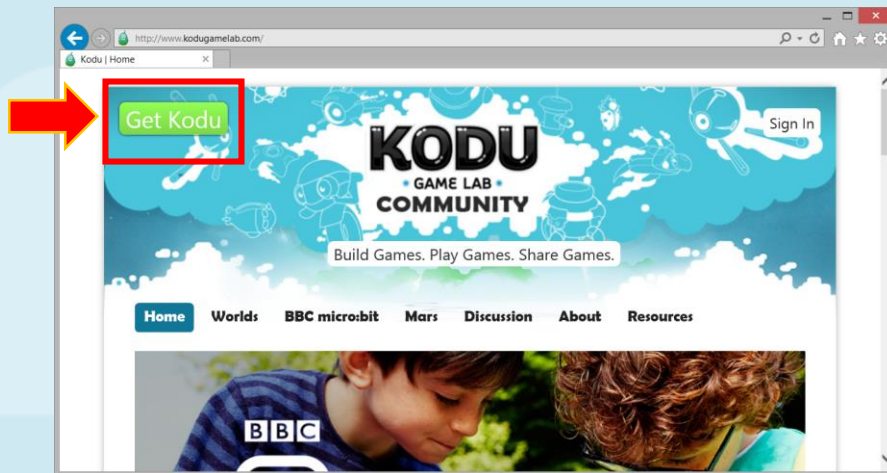 http://www.kodugamelab.com/
Kodu | Home
Get Kodu
Sign In
KODU
GAME LAB
COMMUNITY
Build Games. Play Games. Share Games.
Home Worlds BBC micro:bit Mars Discussion About Resources
BBC